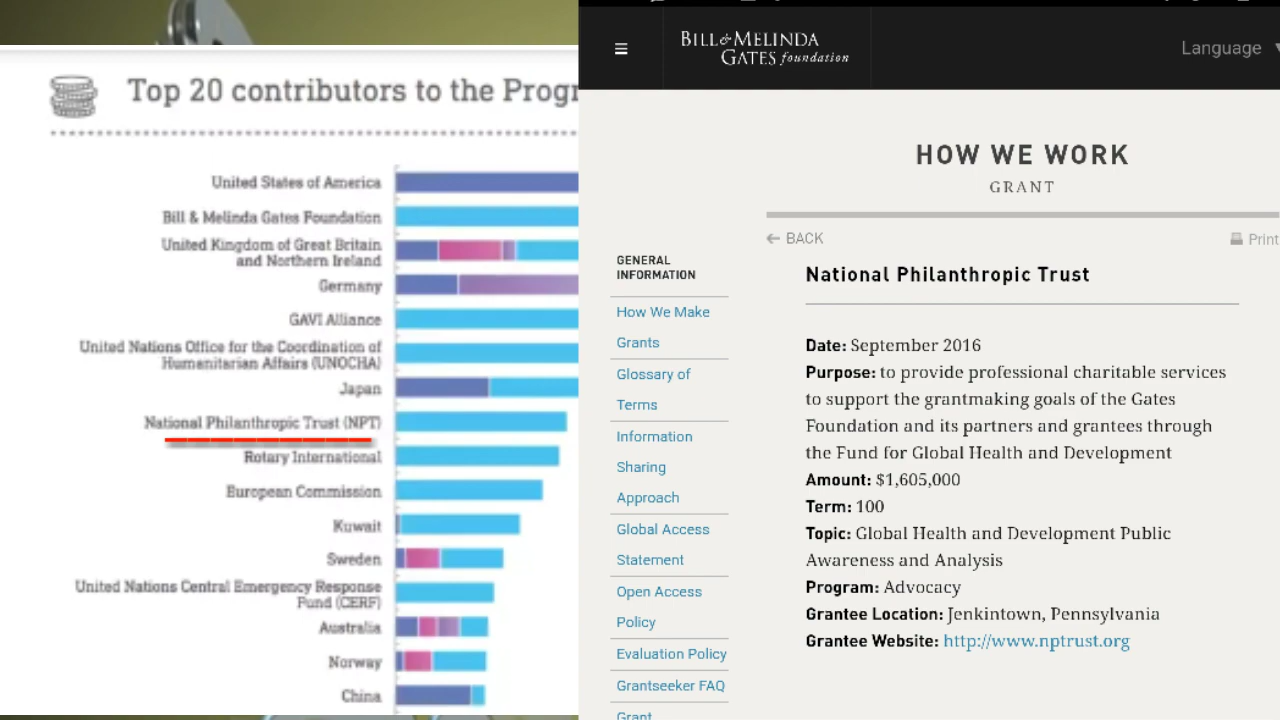 Top 20 contributors to the Progr
United States of America
Bill & Melinda Gates Foundation
United Kingdom of Great Britain
and Northern Ireland
Germany
GAVI Alliance
United Nations Office for the Coordination of
Humanitarian Affairs (UNOCHA)
Japan
National Philanthropic Trust (NPT)
Rotary International
European Commission
Kuwait
Sweden
United Nations Central Emergency Response
Fund (CERF)
Australia
Norway
China
BILL & MELINDA
GATES foundation
Language
HOW WE WORK
GRANT
BACK
Print
GENERAL
INFORMATION
How We Make
Grants
Glossary of
Terms
Information
Sharing
Approach
Global Access
Statement
Open Access
Policy
Evaluation Policy
Grantseeker FAQ
Grant
National Philanthropic Trust
Date: September 2016
Purpose: to provide professional charitable services
to support the grantmaking goals of the Gates
Foundation and its partners and grantees through
the Fund for Global Health and Development
Amount: $1,605,000
Term: 100
Topic: Global Health and Development Public
Awareness and Analysis
Program: Advocacy
Grantee Location: Jenkintown, Pennsylvania
Grantee Website: http://www.nptrust.org